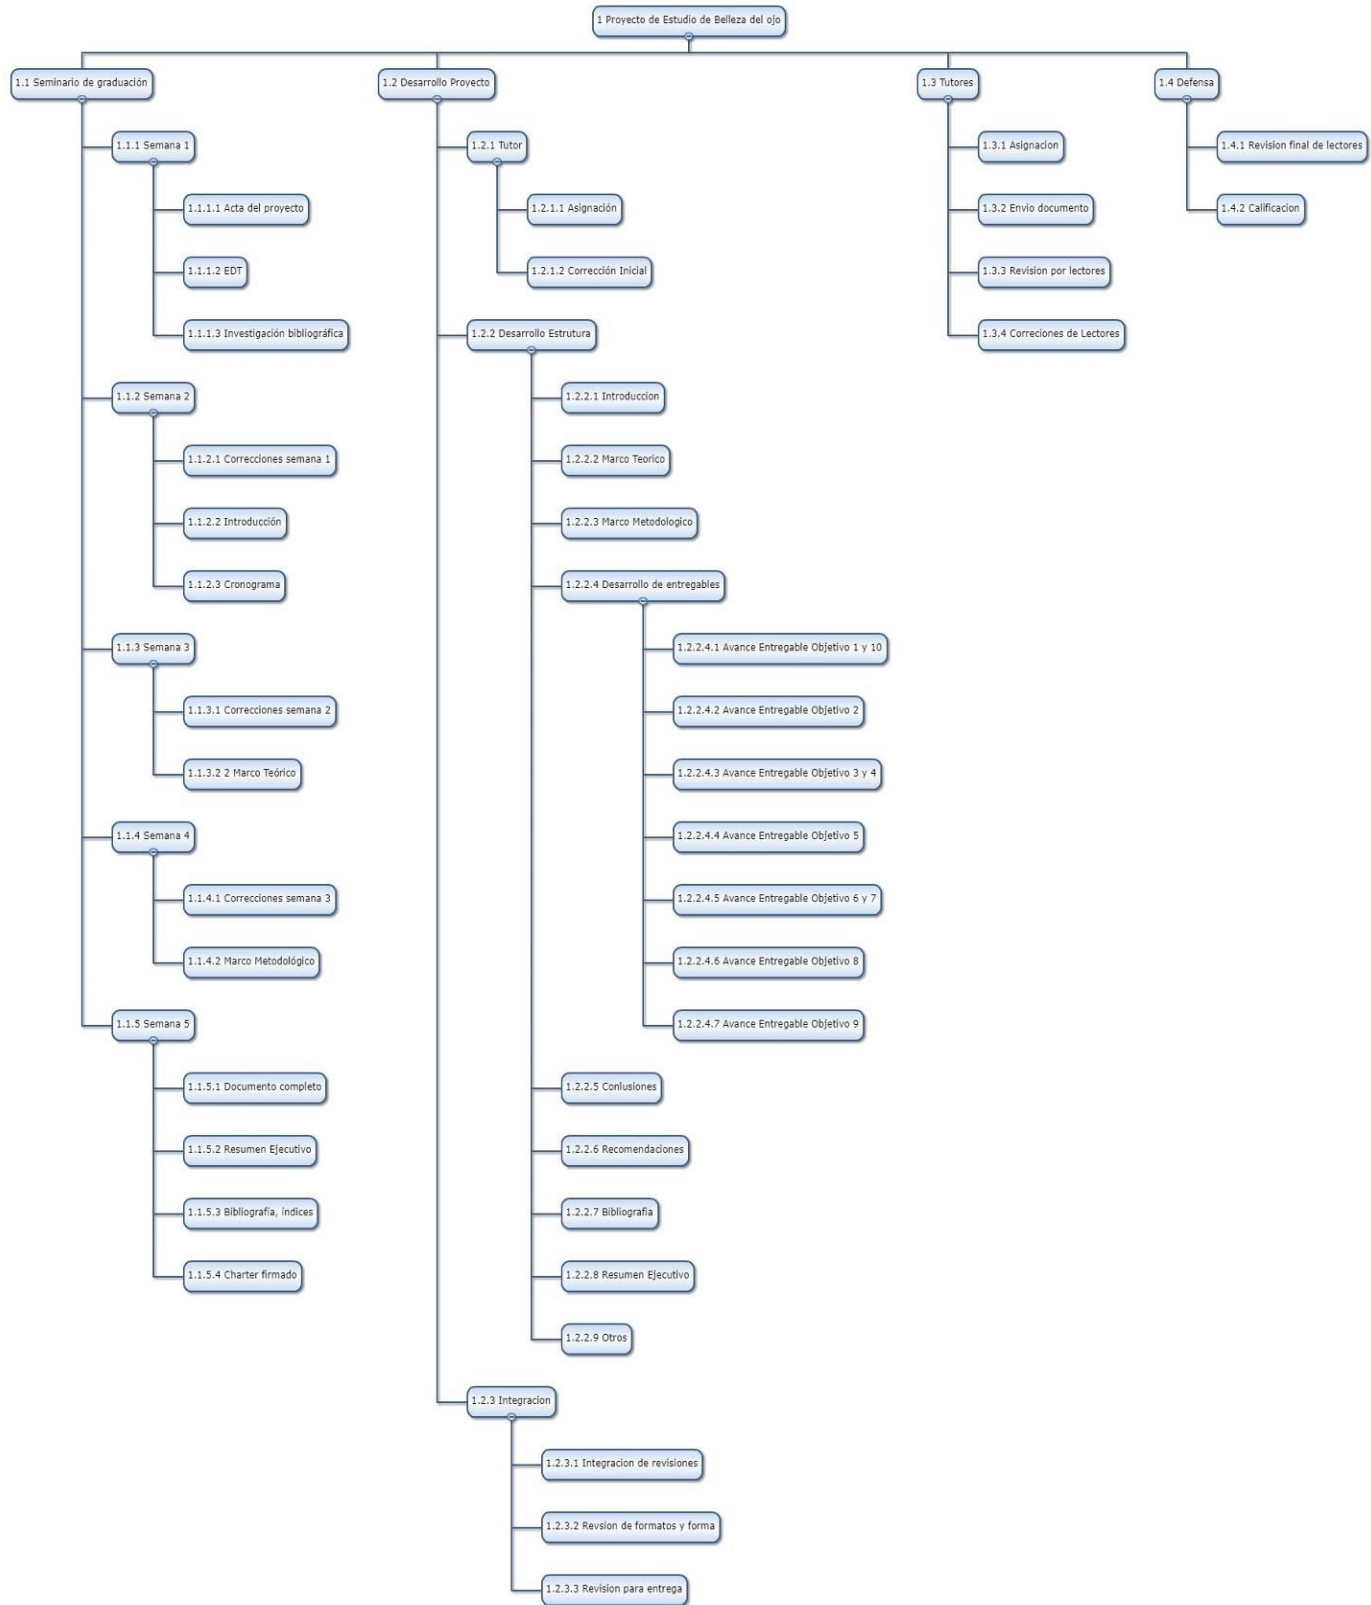 1 Proyecto de Estudio de Belleza del ojo
1.1 Seminario de graduación
1.1.1 Semana 1
1.1.1.1 Acta del proyecto
1.1.1.2 EDT
1.1.1.3 Investigación bibliográfica
1.1.2 Semana 2
1.1.2.1 Correcciones semana 1
1.1.2.2 Introducción
1.1.2.3 Cronograma
1.1.3 Semana 3
1.1.3.1 Correcciones semana 2
1.1.3.2 2 Marco Teórico
1.1.4 Semana 4
1.1.4.1 Correcciones semana 3
1.1.4.2 Marco Metodológico
1.1.5 Semana 5
1.1.5.1 Documento completo
1.1.5.2 Resumen Ejecutivo
1.1.5.3 Bibliografía, índices
1.1.5.4 Charter firmado
1.2 Desarrollo Proyecto
1.2.1 Tutor
1.2.1.1 Asignación
1.2.1.2 Corrección Inicial
1.2.2 Desarrollo Estrutura
1.2.2.1 Introduccion
1.2.2.2 Marco Teorico
1.2.2.3 Marco Metodologico
1.2.2.4 Desarrollo de entregables
1.2.2.4.1 Avance Entregable Objetivo 1 y 10
1.2.2.4.2 Avance Entregable Objetivo 2
1.2.2.4.3 Avance Entregable Objetivo 3 y 4
1.2.2.4.4 Avance Entregable Objetivo 5
1.2.2.4.5 Avance Entregable Objetivo 6 y 7
1.2.2.4.6 Avance Entregable Objetivo 8
1.2.2.4.7 Avance Entregable Objetivo 9
1.2.2.5 Conlusiones
1.2.2.6 Recomendaciones
1.2.2.7 Bibliografia
1.2.2.8 Resumen Ejecutivo
1.2.2.9 Otros
1.2.3 Integracion
1.2.3.1 Integracion de revisiones
1.2.3.2 Revsion de formatos y forma
1.2.3.3 Revision para entrega
1.3 Tutores
1.3.1 Asignacion
1.3.2 Envio documento
1.3.3 Revision por lectores
1.3.4 Correciones de Lectores
1.4 Defensa
1.4.1 Revision final de lectores
1.4.2 Calificacion